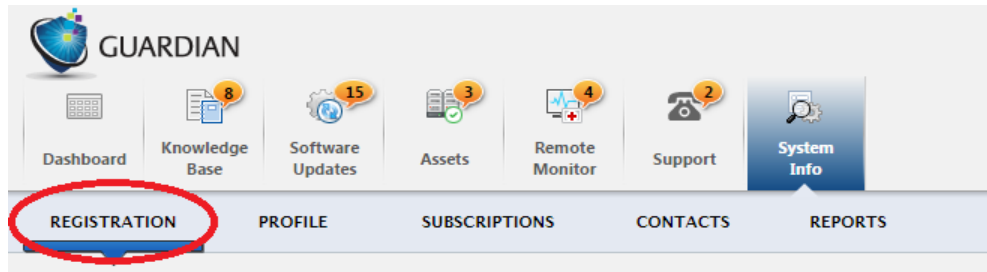 GUARDIAN
8 15 3 4 2
Dashboard Knowledge Base Software Updates Assets Remote Monitor Support System Info
REGISTRATION PROFILE SUBSCRIPTIONS CONTACTS REPORTS